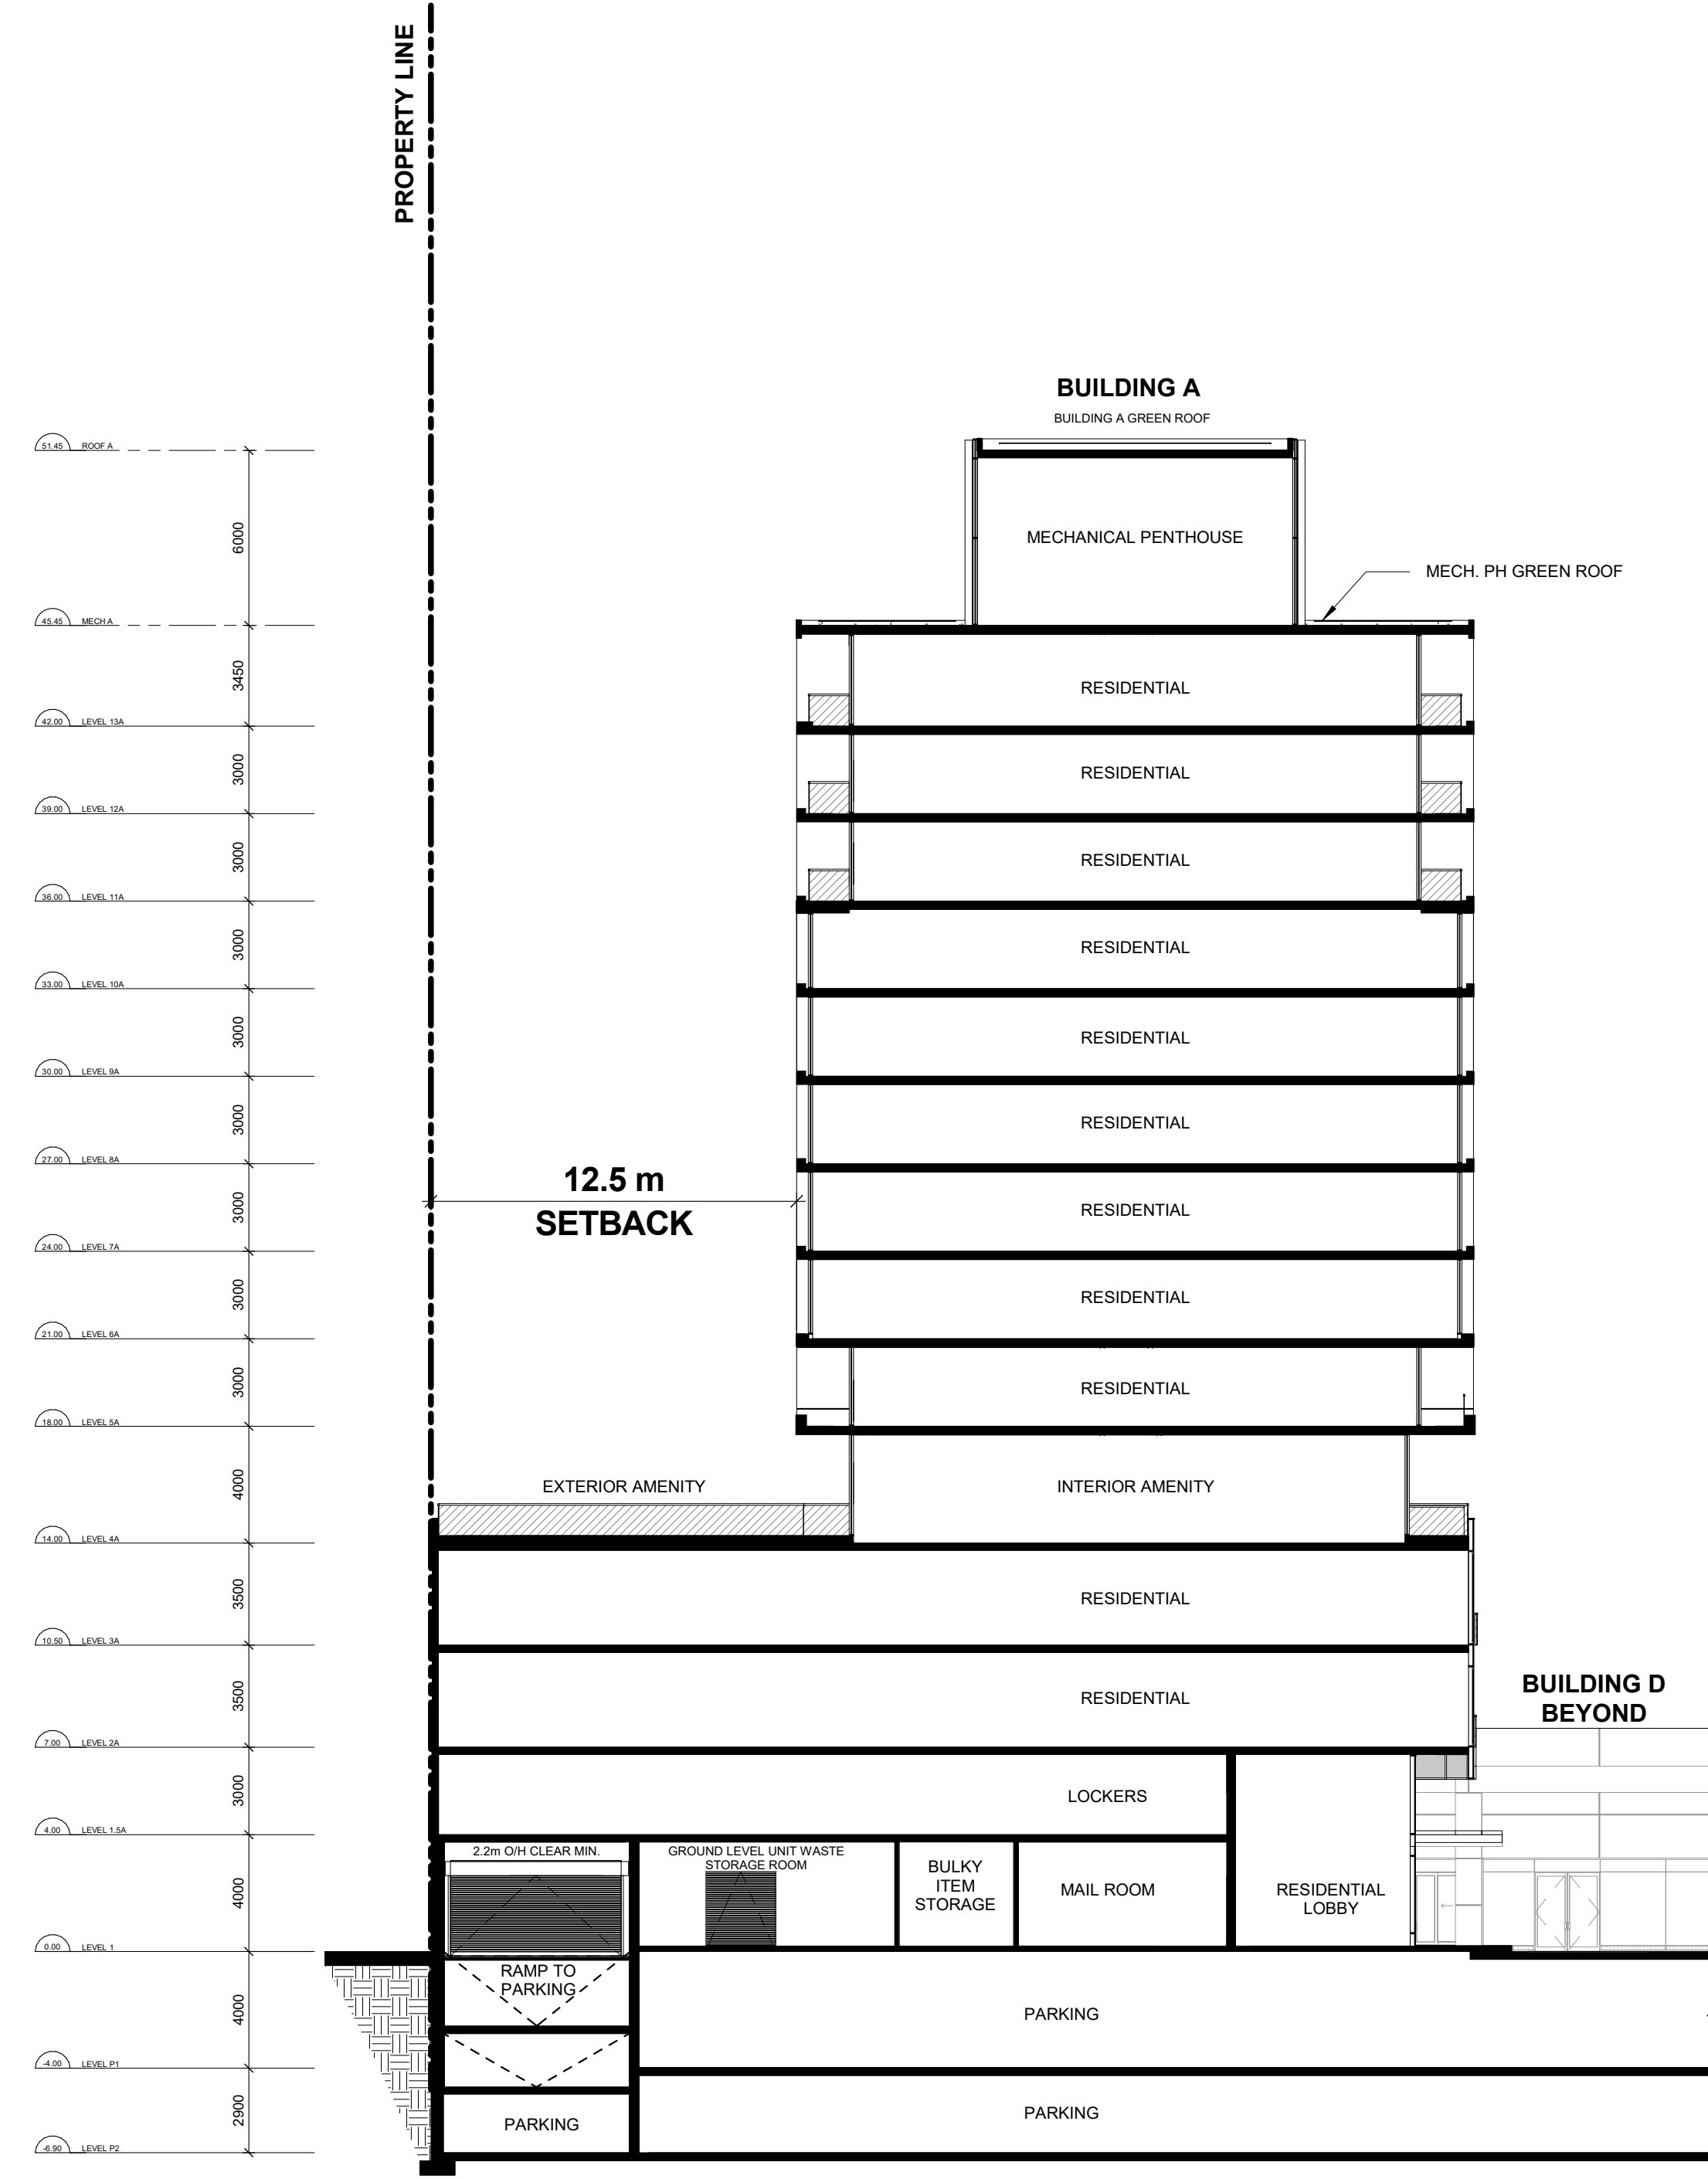 PROPERTY LINE
BUILDING A
BUILDING A GREEN ROOF
51.45 ROOF A
6000
MECHANICAL PENTHOUSE
MECH. PH GREEN ROOF
45.45 MECH A
3450
RESIDENTIAL
42.00 LEVEL 13A
3000
RESIDENTIAL
39.00 LEVEL 12A
3000
RESIDENTIAL
36.00 LEVEL 11A
3000
RESIDENTIAL
33.00 LEVEL 10A
3000
RESIDENTIAL
30.00 LEVEL 9A
3000
RESIDENTIAL
27.00 LEVEL 8A
12.5 m
SETBACK
3000
RESIDENTIAL
24.00 LEVEL 7A
3000
RESIDENTIAL
21.00 LEVEL 6A
3000
RESIDENTIAL
18.00 LEVEL 5A
4000
EXTERIOR AMENITY
INTERIOR AMENITY
14.00 LEVEL 4A
3500
RESIDENTIAL
10.50 LEVEL 3A
3500
RESIDENTIAL
BUILDING D
BEYOND
7.00 LEVEL 2A
3000
LOCKERS
4.00 LEVEL 1.5A
4000
2.2m O/H CLEAR MIN.
GROUND LEVEL UNIT WASTE
STORAGE ROOM
BULKY
ITEM
STORAGE
MAIL ROOM
RESIDENTIAL
LOBBY
0.00 LEVEL 1
4000
RAMP TO
PARKING
PARKING
-4.00 LEVEL P1
2900
PARKING
PARKING
-6.90 LEVEL P2